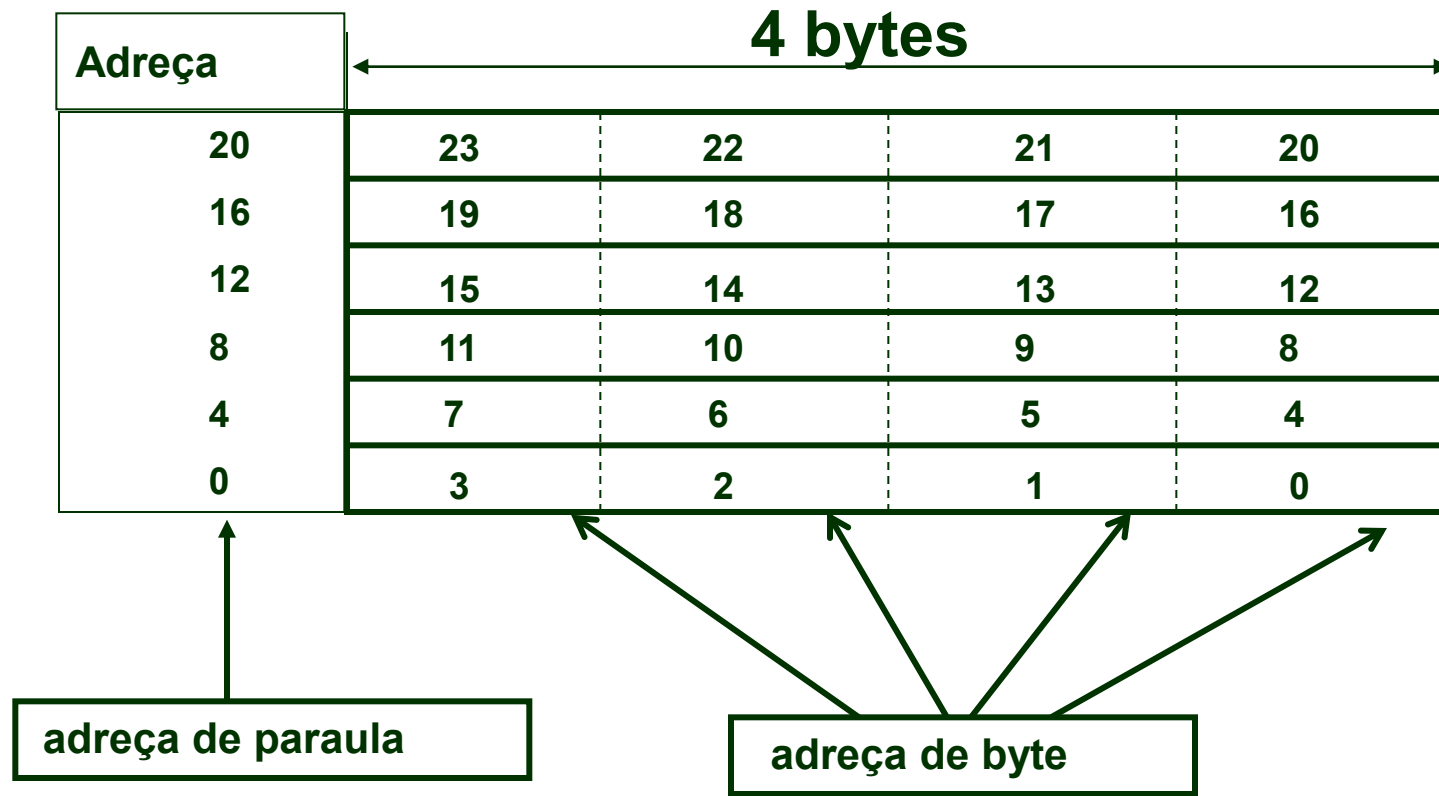 4 bytes
Adreça
20 23 22 21 20
16 19 18 17 16
12 15 14 13 12
8 11 10 9 8
4 7 6 5 4
0 3 2 1 0
adreça de paraula
adreça de byte